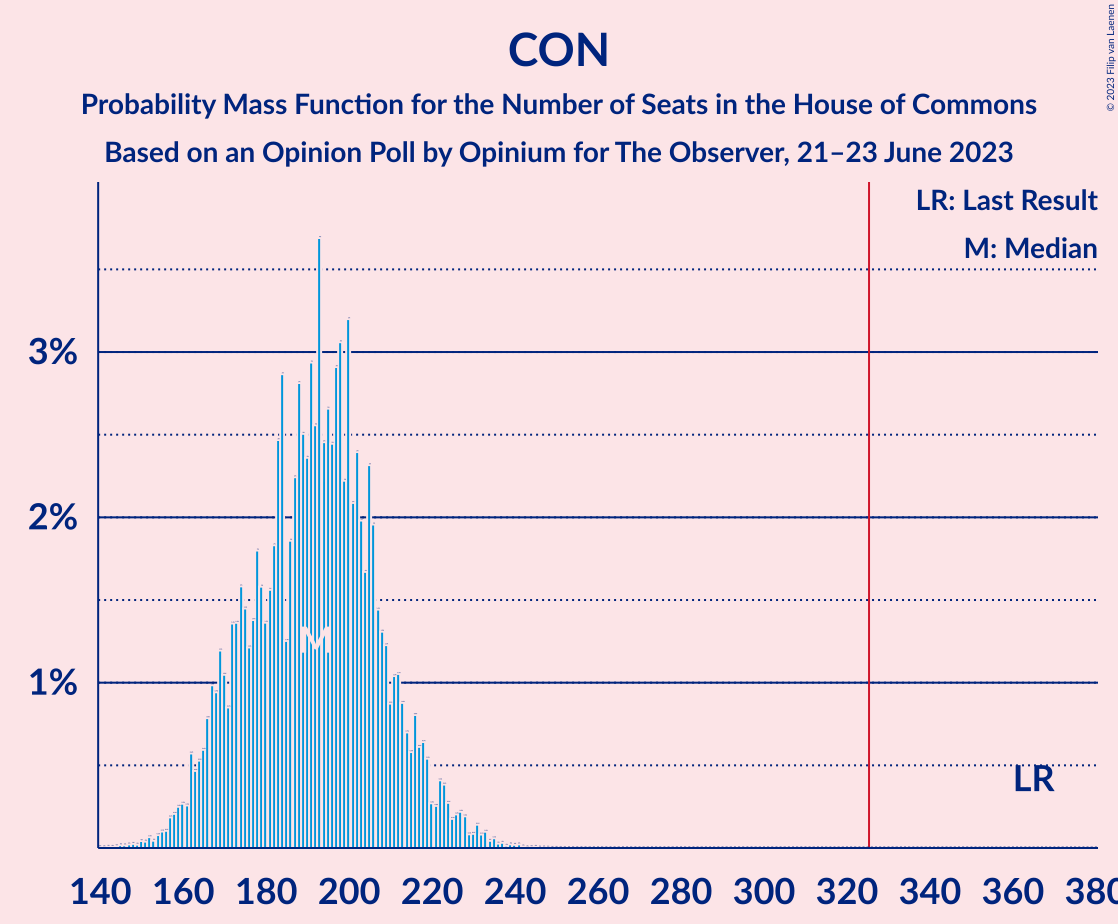 CON
Probability Mass Function for the Number of Seats in the House of Commons
Based on an Opinion Poll by Opinium for The Observer, 21–23 June 2023
© 2023 Filip van Laenen
LR: Last Result
M: Median
3%
2%
1%
M
LR
140 160 180 200 220 240 260 280 300 320 340 360 380